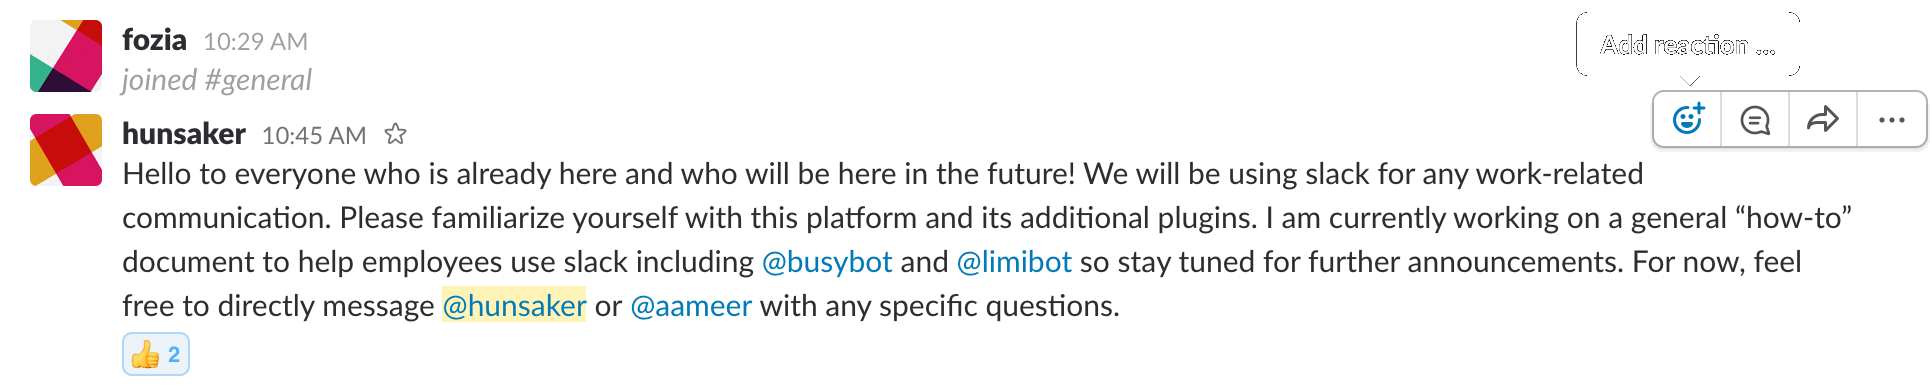 fozia 10:29 AM
joined #general
Add reaction ...
hunsaker 10:45 AM
Hello to everyone who is already here and who will be here in the future! We will be using slack for any work-related
communication. Please familiarize yourself with this platform and its additional plugins. I am currently working on a general “how-to”
document to help employees use slack including @busybot and @limibot so stay tuned for further announcements. For now, feel
free to directly message @hunsaker or @aameer with any specific questions.
2